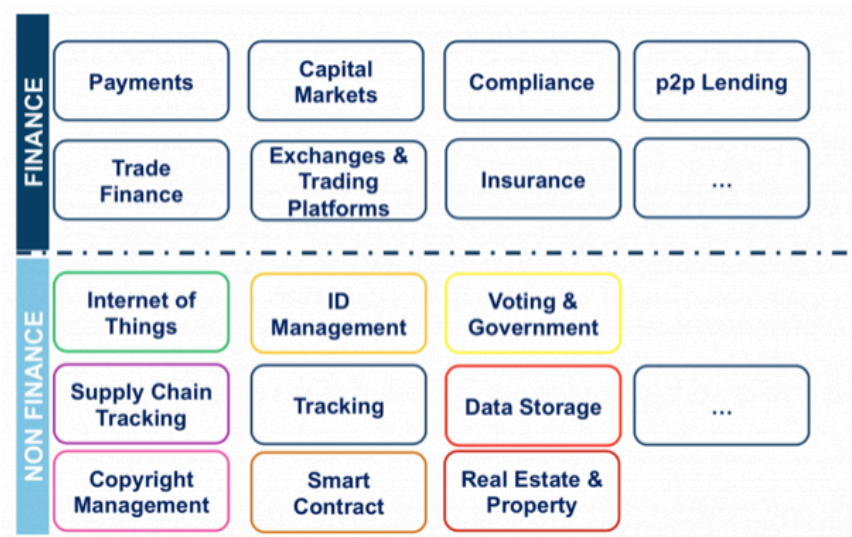 FINANCE
Payments
Capital
Markets
Compliance
p2p Lending
Trade
Finance
Exchanges &
Trading
Platforms
Insurance
...
NON FINANCE
Internet of
Things
ID
Management
Voting &
Government
Supply Chain
Tracking
Tracking
Data Storage
...
Copyright
Management
Smart
Contract
Real Estate &
Property